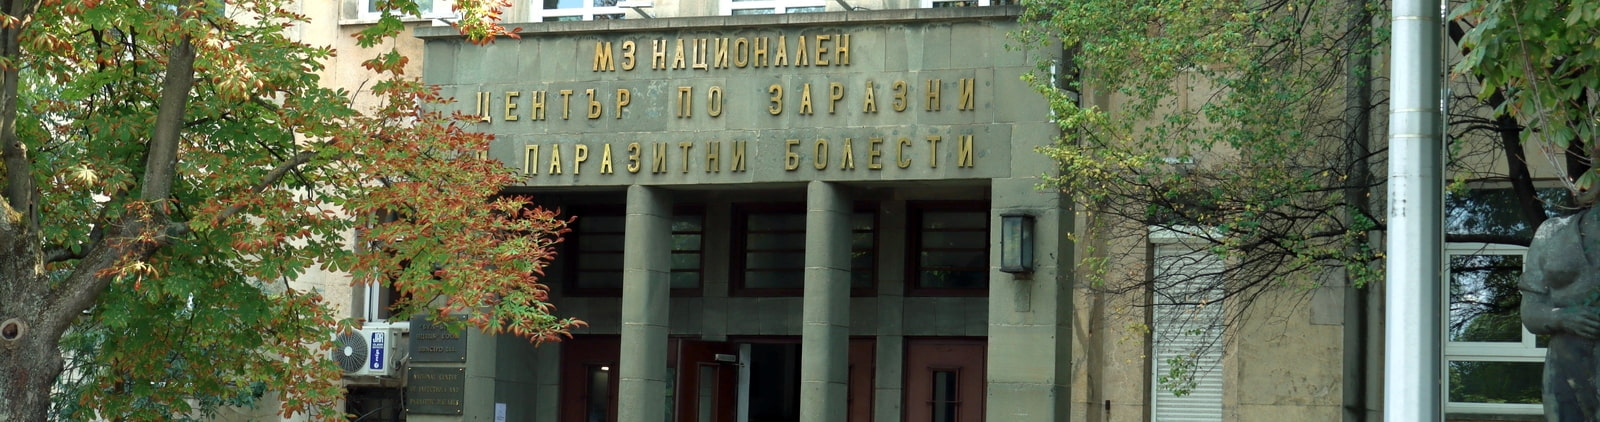 МЗ НАЦИОНАЛЕН
ЦЕНТЪР ПО ЗАРАЗНИ
И ПАРАЗИТНИ БОЛЕСТИ